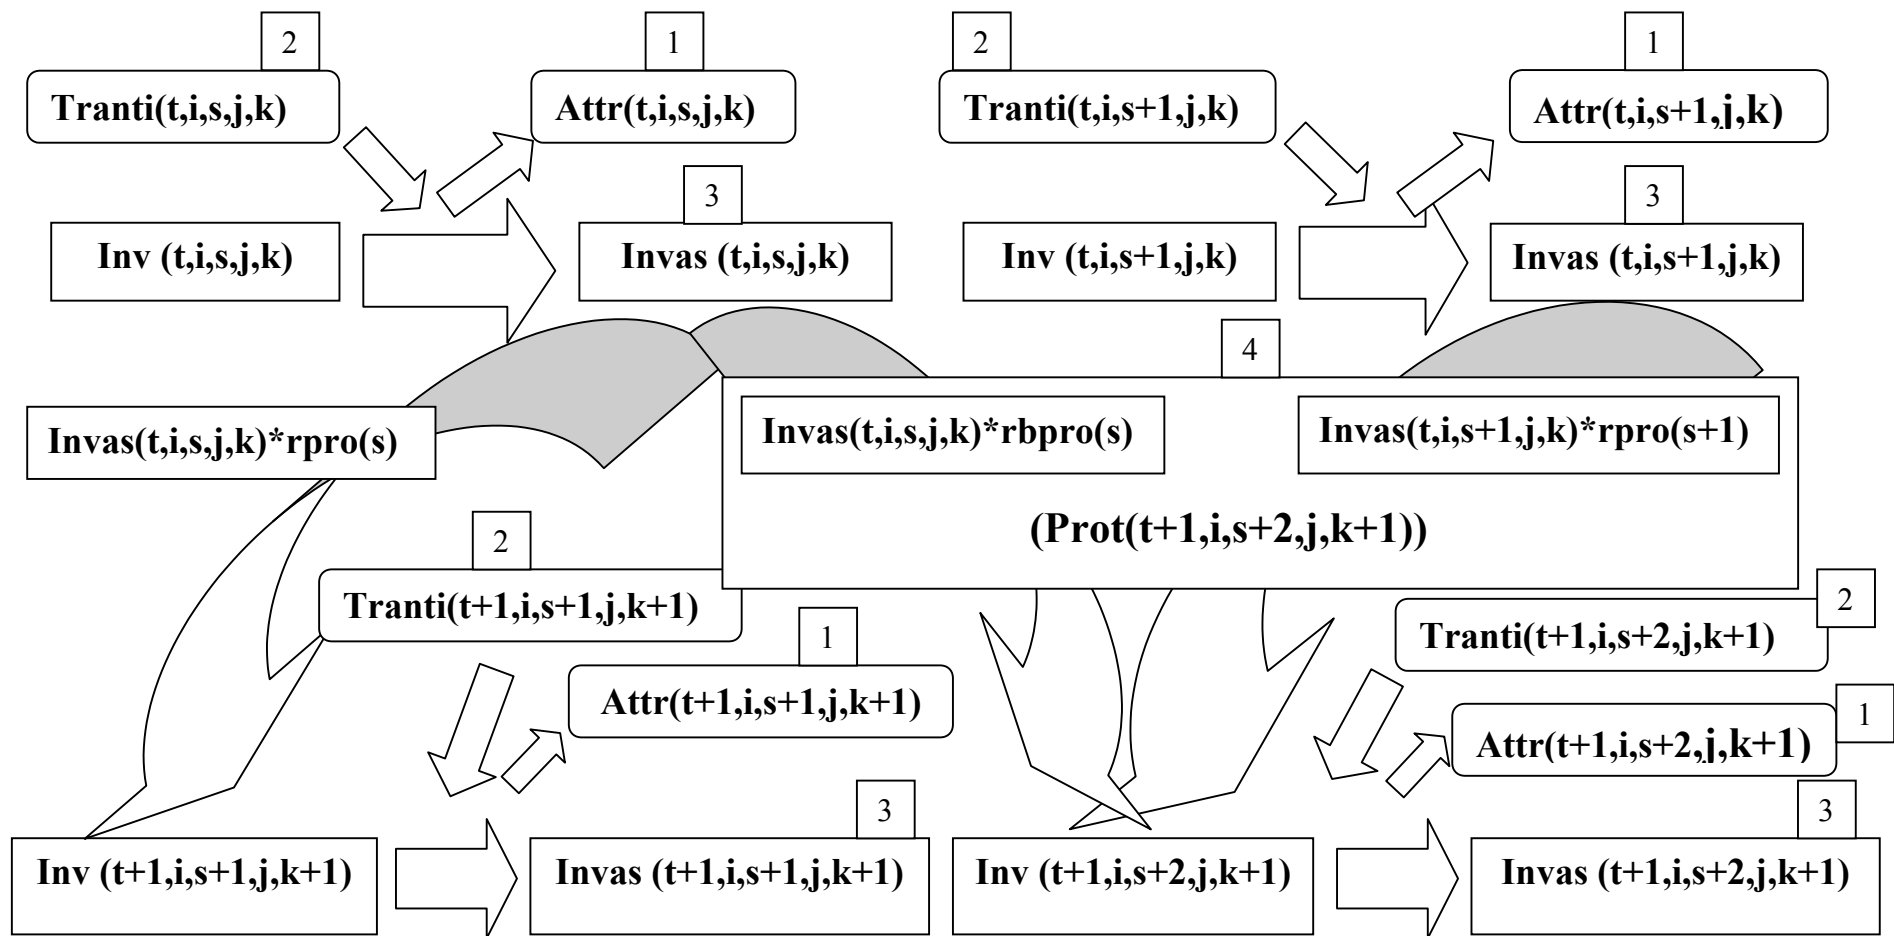 2
1
2
1
Tranti(t,i,s,j,k)
Attr(t,i,s,j,k)
Tranti(t,i,s+1,j,k)
Attr(t,i,s+1,j,k)
3
3
Inv (t,i,s,j,k)
Invas (t,i,s,j,k)
Inv (t,i,s+1,j,k)
Invas (t,i,s+1,j,k)
4
Invas(t,i,s,j,k)*rpro(s)
Invas(t,i,s,j,k)*rbpro(s)
Invas(t,i,s+1,j,k)*rpro(s+1)
(Prot(t+1,i,s+2,j,k+1))
2
Tranti(t+1,i,s+1,j,k+1)
2
Tranti(t+1,i,s+2,j,k+1)
1
Attr(t+1,i,s+1,j,k+1)
1
Attr(t+1,i,s+2,j,k+1)
3
3
Inv (t+1,i,s+1,j,k+1)
Invas (t+1,i,s+1,j,k+1)
Inv (t+1,i,s+2,j,k+1)
Invas (t+1,i,s+2,j,k+1)